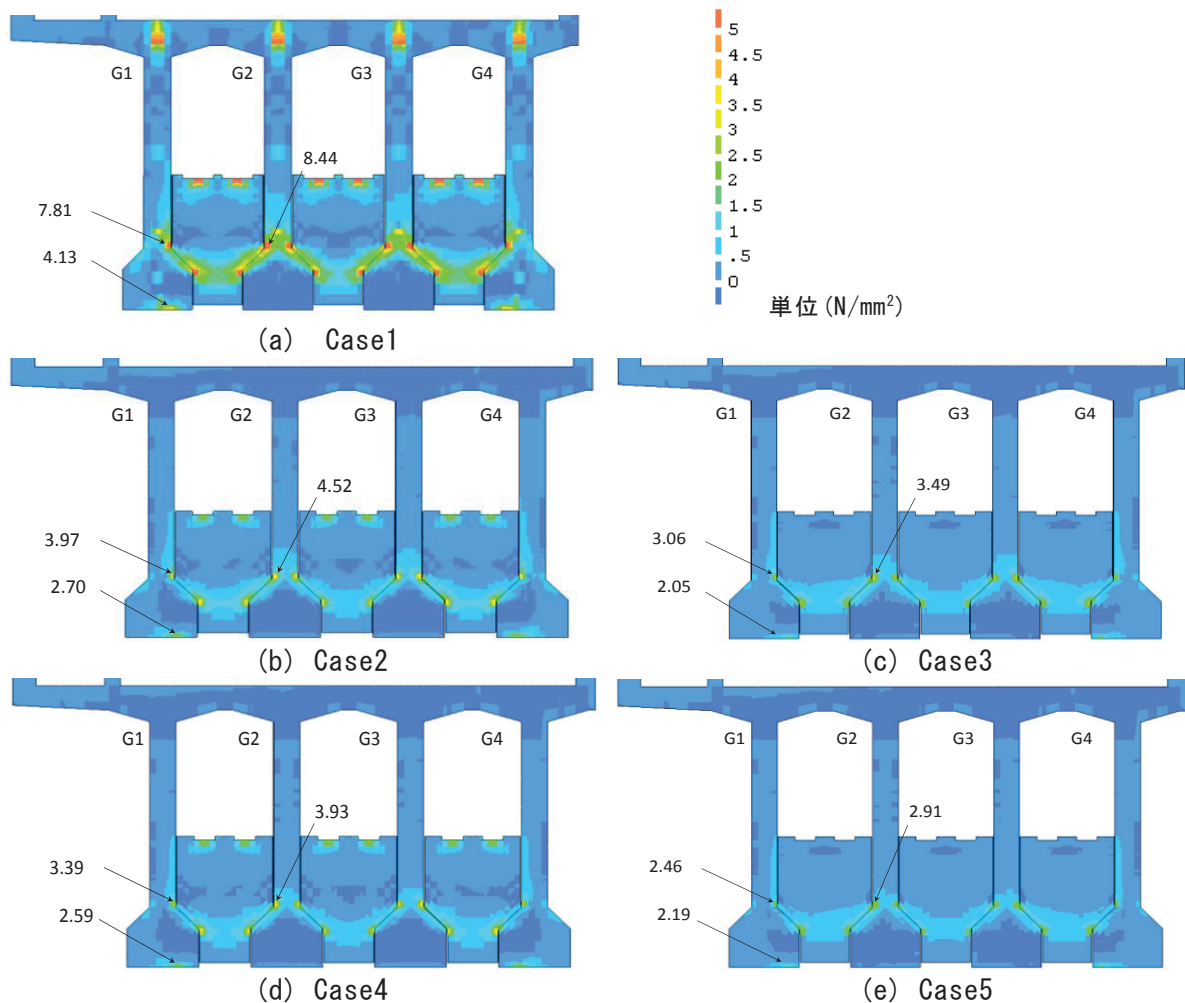 G1 G2 G3 G4
8.44
7.81
4.13
5
4.5
4
3.5
3
2.5
2
1.5
1
.5
0
単位(N/mm²)
(a) Case1
G1 G2 G3 G4
4.52
3.97
2.70
(b) Case2
G1 G2 G3 G4
3.49
3.06
2.05
(c) Case3
G1 G2 G3 G4
3.93
3.39
2.59
(d) Case4
G1 G2 G3 G4
2.91
2.46
2.19
(e) Case5